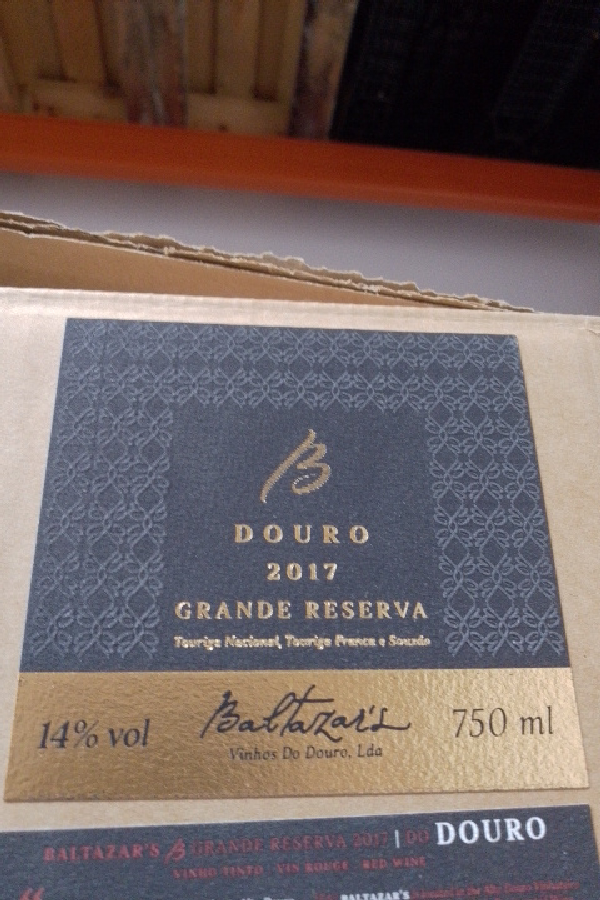 B
DOURO
2017
GRANDE RESERVA
Touriga Nacional, Touriga Franca e Sousão
14% vol
Baltazar's
750 ml
Vinhos Do Douro, Lda
BALTAZAR'S B GRANDE RESERVA 2017 | DO DOURO
VINHO TINTO VIN ROUGE RED WINE
BALTAZAR'S